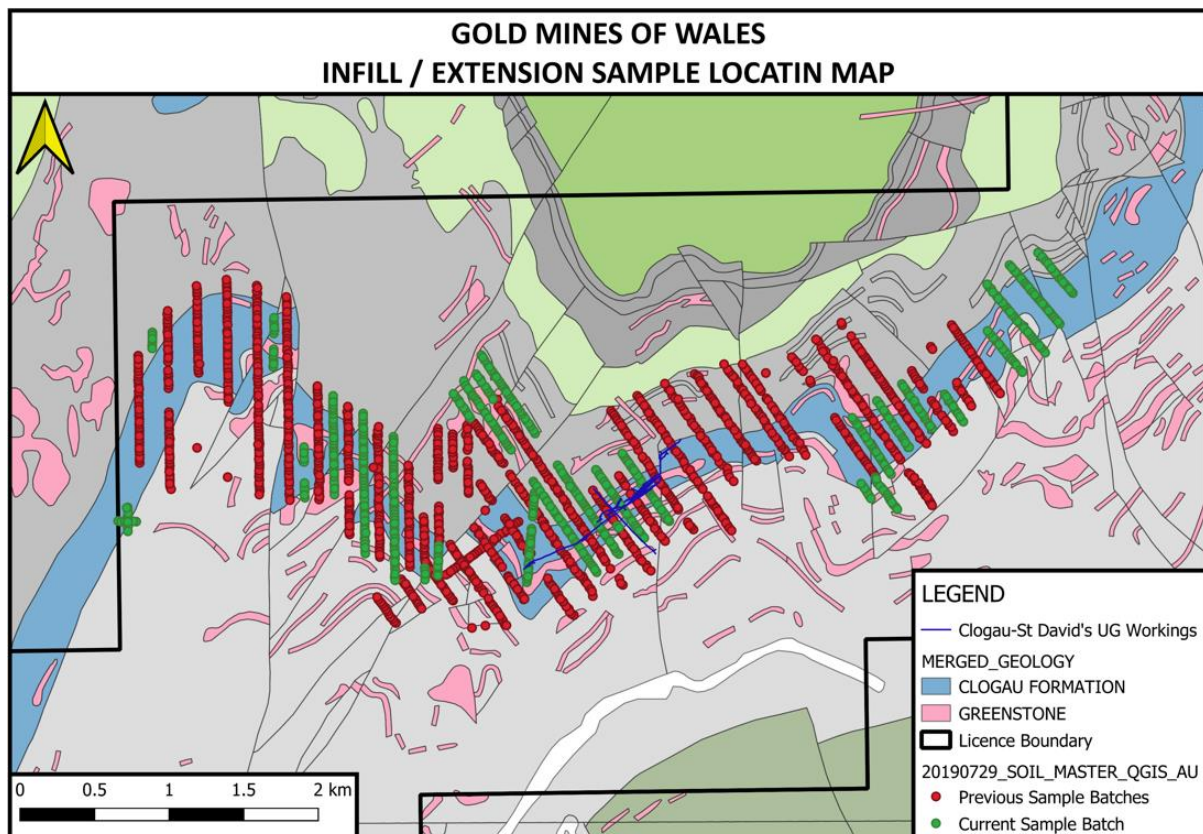 GOLD MINES OF WALES
INFILL / EXTENSION SAMPLE LOCATIN MAP
LEGEND
Clogau-St David's UG Workings
MERGED_GEOLOGY
CLOGAU FORMATION
GREENSTONE
Licence Boundary
20190729_SOIL_MASTER_QGIS_AU
Previous Sample Batches
Current Sample Batch
0 0.5 1 1.5 2 km